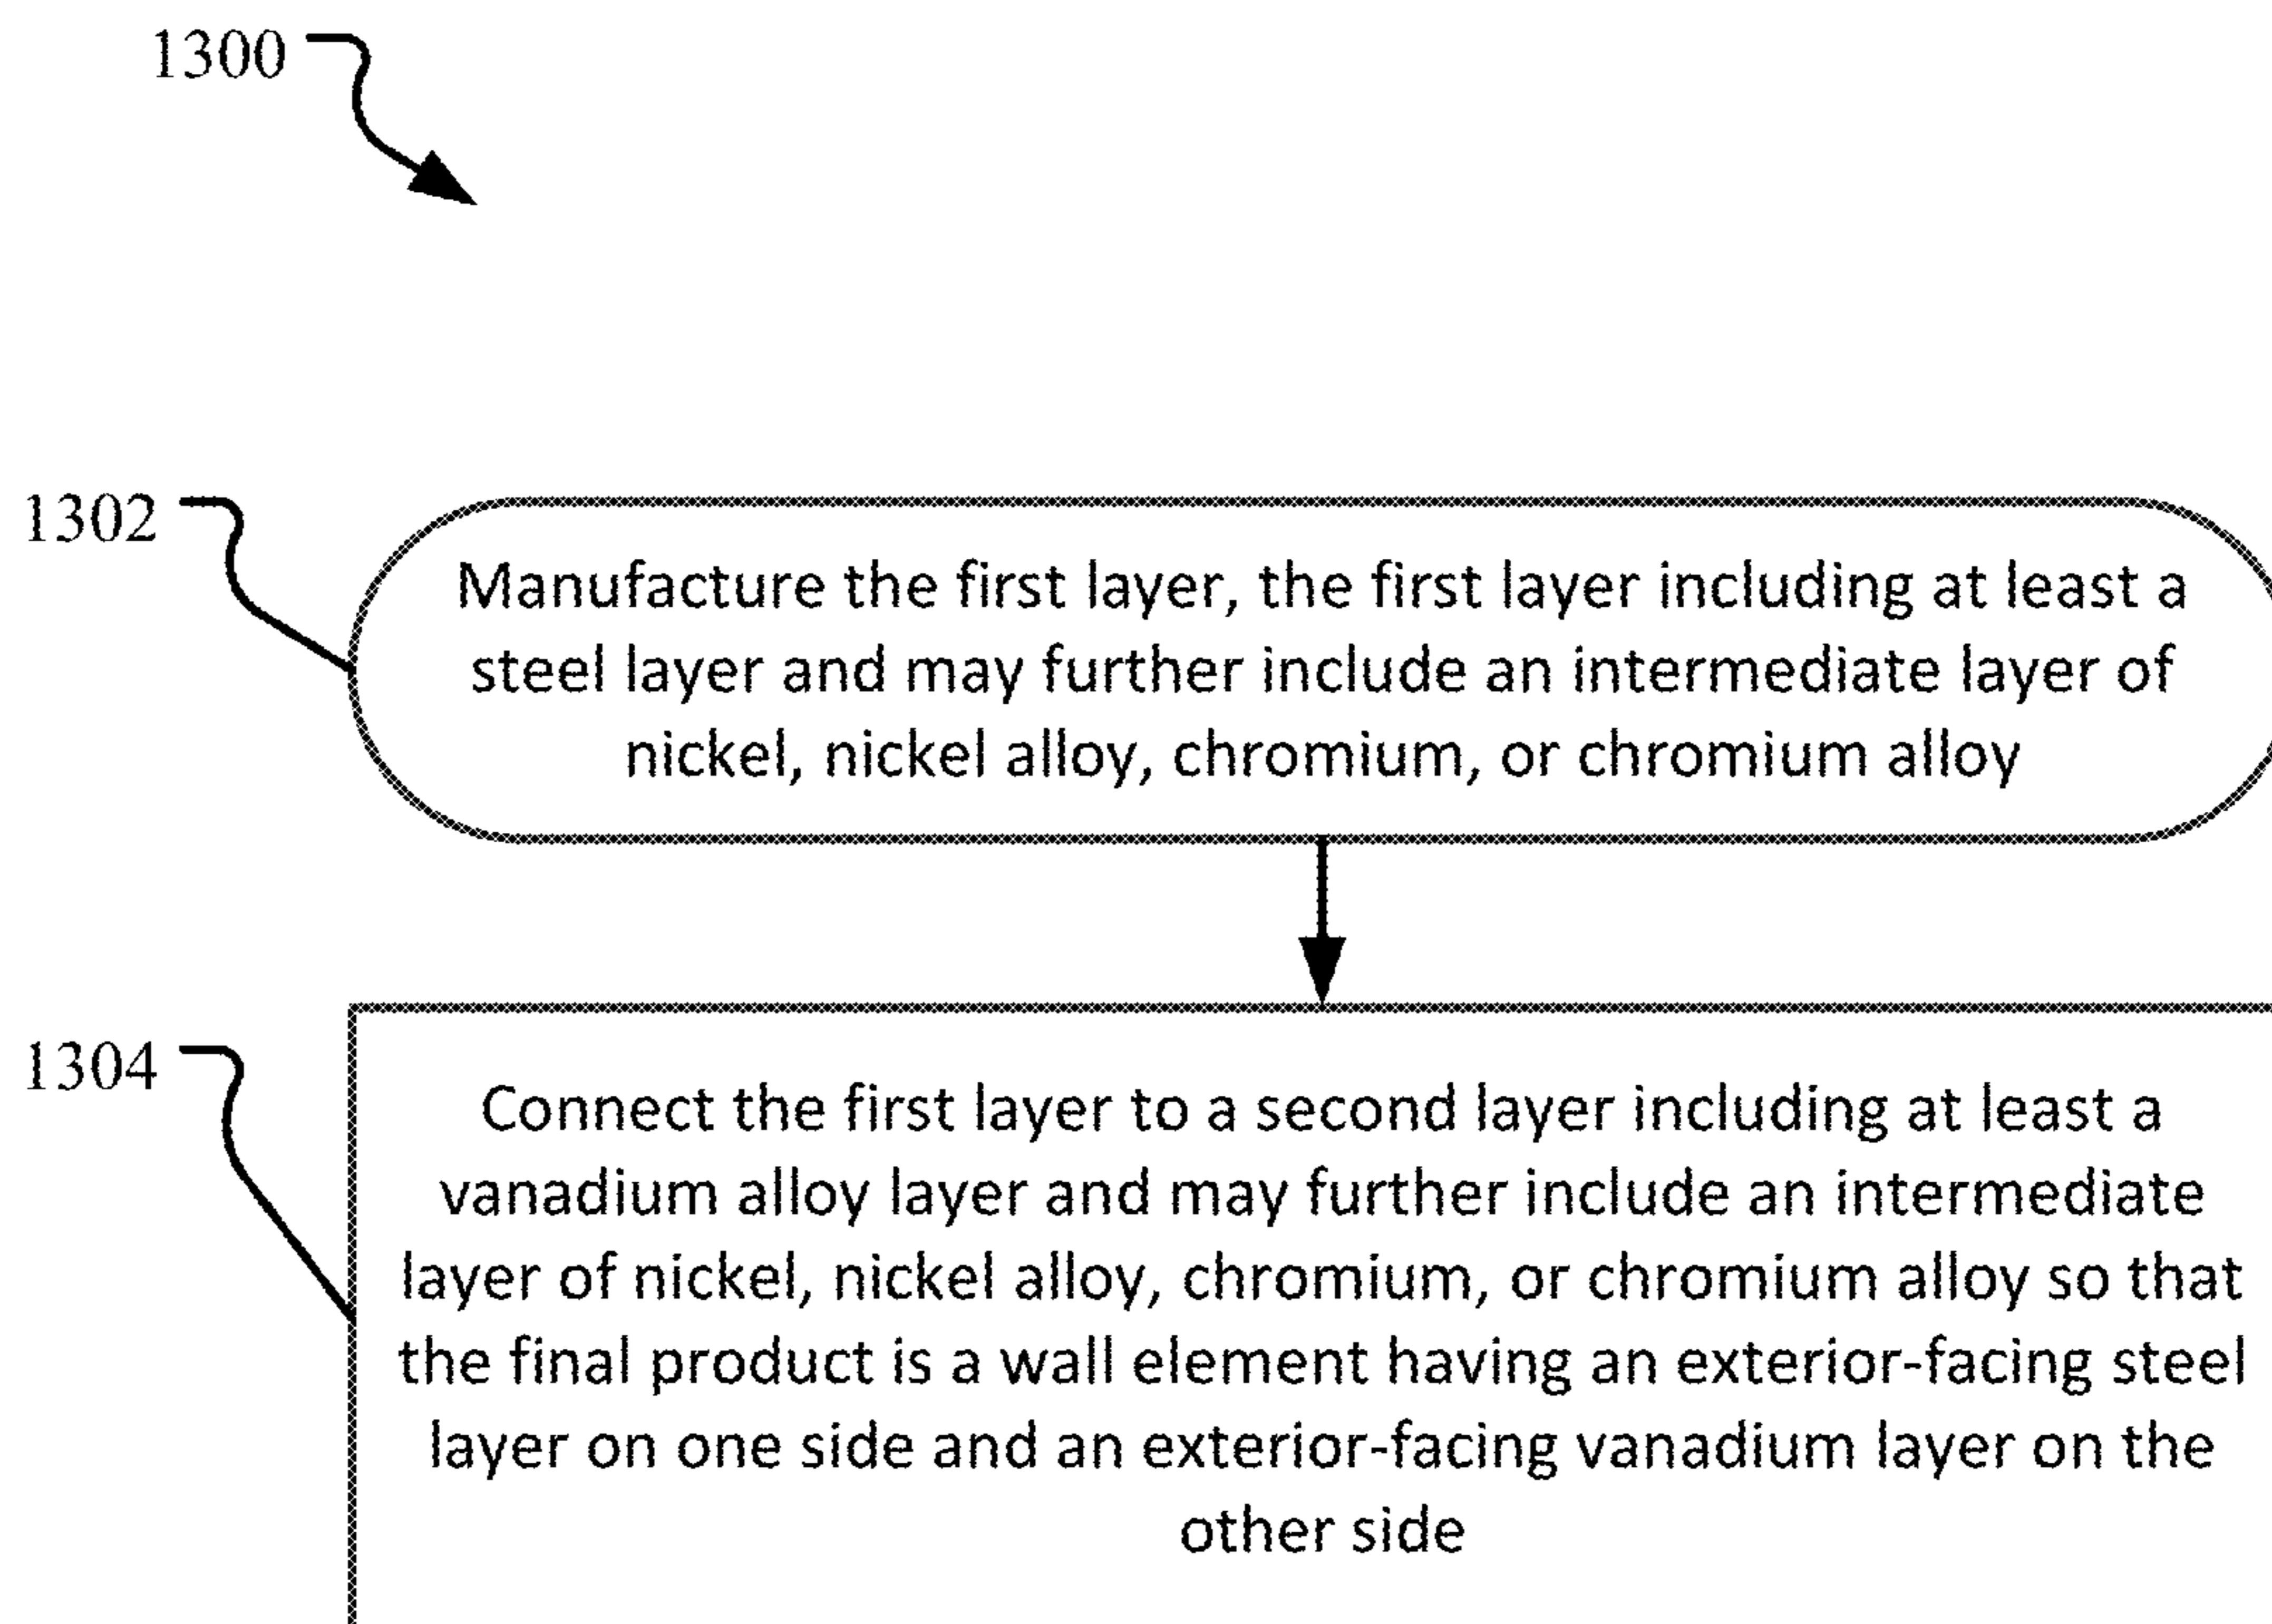 1300
1302
Manufacture the first layer, the first layer including at least a
steel layer and may further include an intermediate layer of
nickel, nickel alloy, chromium, or chromium alloy
1304
Connect the first layer to a second layer including at least a
vanadium alloy layer and may further include an intermediate
layer of nickel, nickel alloy, chromium, or chromium alloy so that
the final product is a wall element having an exterior-facing steel
layer on one side and an exterior-facing vanadium layer on the
other side